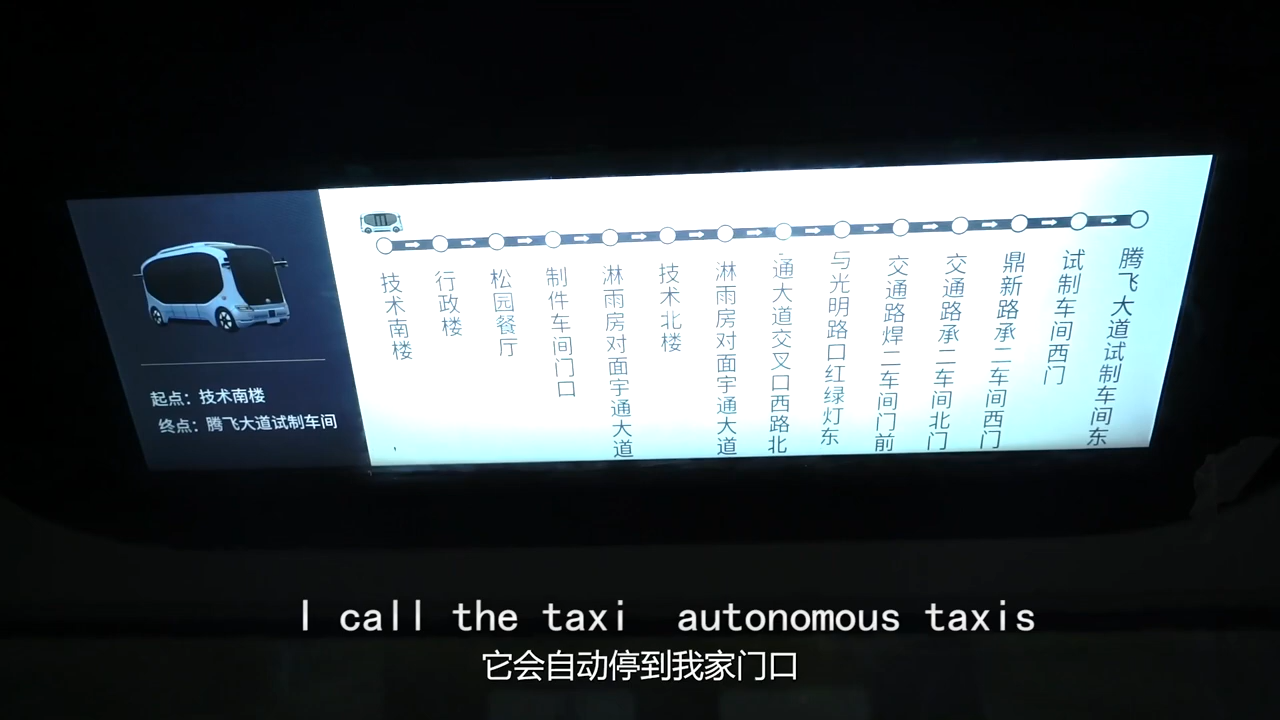 起点：技术南楼
终点：腾飞大道试制车间
技术南楼
行政楼
松园餐厅
制件车间门口
淋雨房对面宇通大道
技术北楼
淋雨房对面宇通大道
通大道交叉口西路北
与光明路口红绿灯东
交通路焊二车间门前
交通路承二车间北门
鼎新路承二车间西门
试制车间西门
腾飞大道试制车间东
I call the taxi autonomous taxis
它会自动停到我家门口